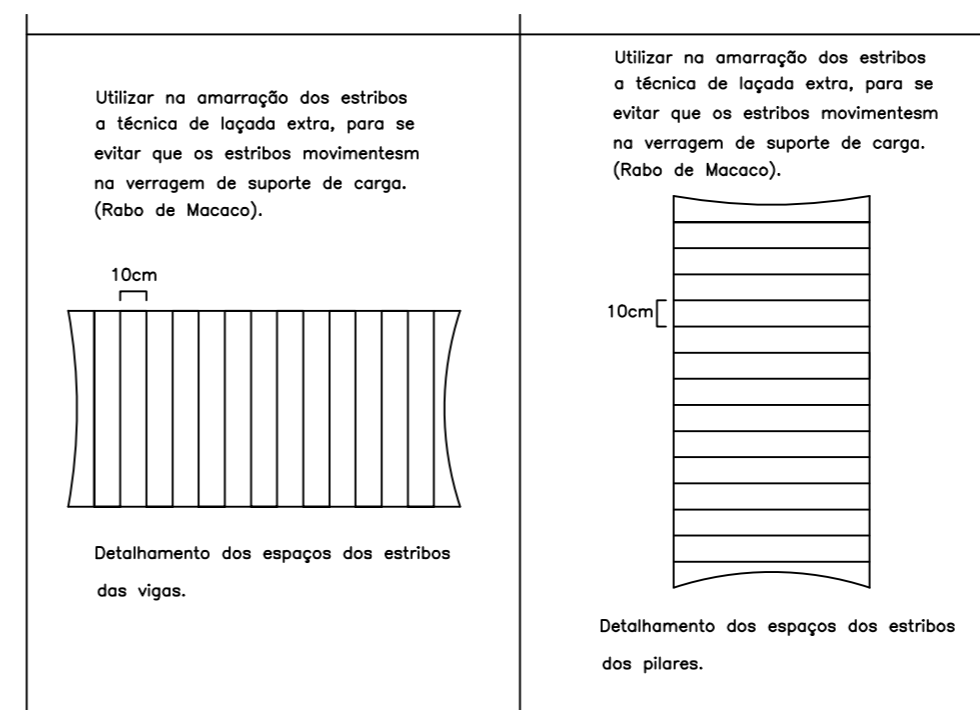 Utilizar na amarração dos estribos
a técnica de laçada extra, para se
evitar que os estribos movimentesm
na verragem de suporte de carga.
(Rabo de Macaco).
10cm
Detalhamento dos espaços dos estribos
das vigas.
Utilizar na amarração dos estribos
a técnica de laçada extra, para se
evitar que os estribos movimentesm
na verragem de suporte de carga.
(Rabo de Macaco).
10cm
Detalhamento dos espaços dos estribos
dos pilares.